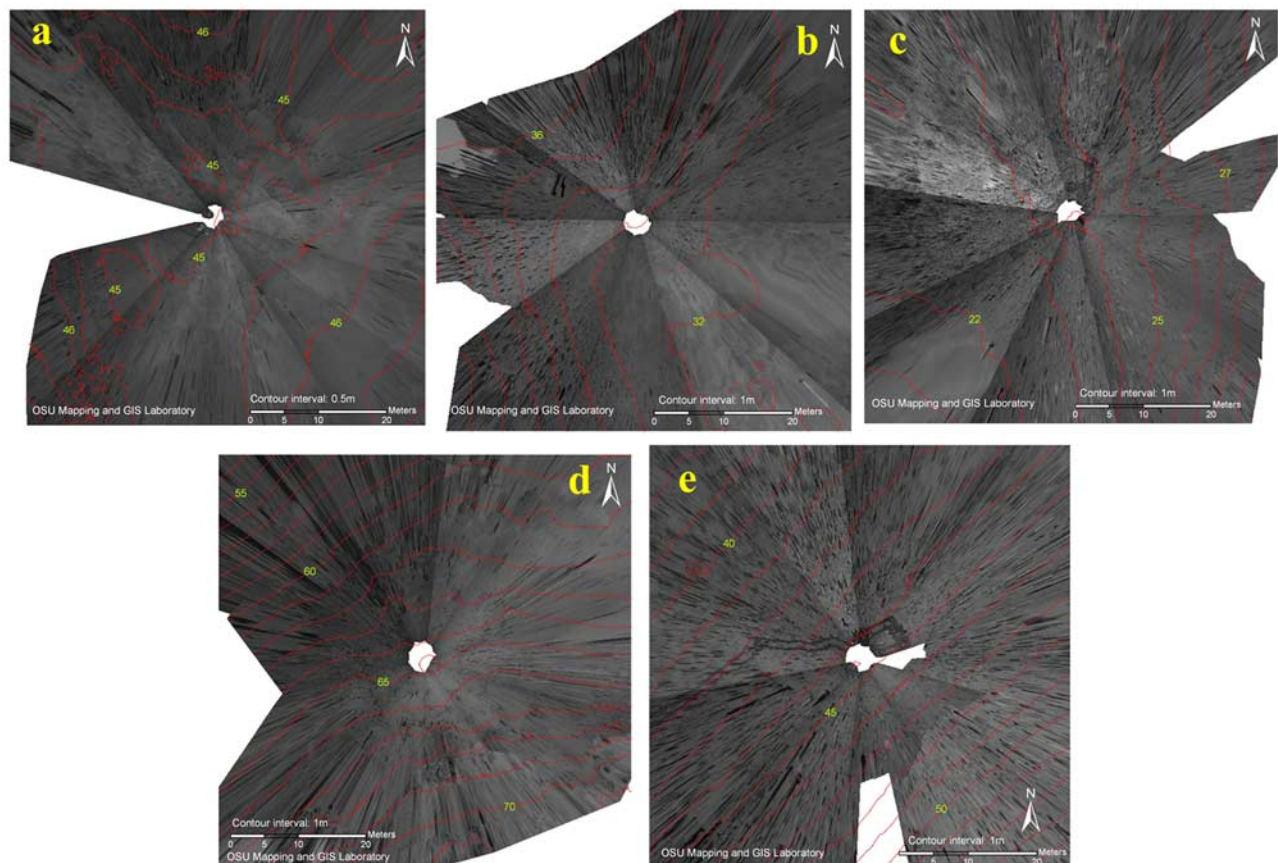 a
N
46
45
45
45
45
46
46
Contour interval: 0.5m
OSU Mapping and GIS Laboratory
0 5 10 20 Meters
b
N
36
32
Contour interval: 1m
OSU Mapping and GIS Laboratory
0 5 10 20 Meters
c
N
27
22
25
Contour interval: 1m
OSU Mapping and GIS Laboratory
0 5 10 20 Meters
d
N
55
60
65
70
Contour interval: 1m
0 5 10 20 Meters
OSU Mapping and GIS Laboratory
e
40
45
50
N
Contour interval: 1m
OSU Mapping and GIS Laboratory
0 5 10 20 Meters